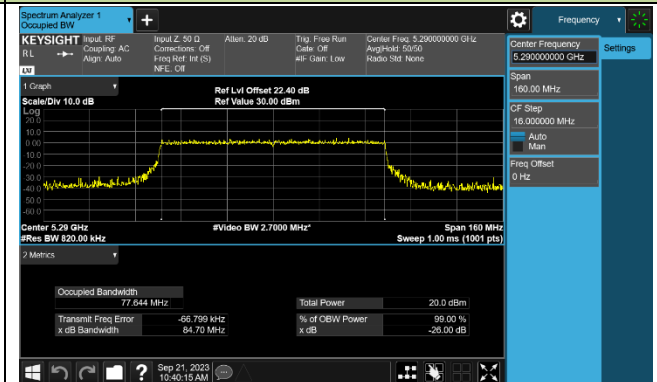 Spectrum Analyzer 1
Occupied BW
Frequency
KEYSIGHT
RL
LXI
Input: RF
Coupling: AC
Align: Auto
Input Z: 50 Ω
Corrections: Off
Freq Ref: Int (S)
NFE: Off
Atten: 20 dB
Trig: Free Run
Gate: Off
#IF Gain: Low
Center Freq: 5.290000000 GHz
Avg|Hold: 50/50
Radio Std: None
Center Frequency
5.290000000 GHz
Settings
Span
160.00 MHz
CF Step
16.000000 MHz
Auto
Man
Freq Offset
0 Hz
1 Graph
Scale/Div 10.0 dB
Ref Lvl Offset 22.40 dB
Ref Value 30.00 dBm
Log
20.0
10.0
0.00
-10.0
-20.0
-30.0
-40.0
-50.0
-60.0
Center 5.29 GHz
#Video BW 2.7000 MHz*
Span 160 MHz
#Res BW 820.00 kHz
Sweep 1.00 ms (1001 pts)
2 Metrics
Occupied Bandwidth
77.644 MHz
Total Power
20.0 dBm
Transmit Freq Error
-66.799 kHz
% of OBW Power
99.00 %
x dB Bandwidth
84.70 MHz
x dB
-26.00 dB
?
Sep 21, 2023
10:40:15 AM